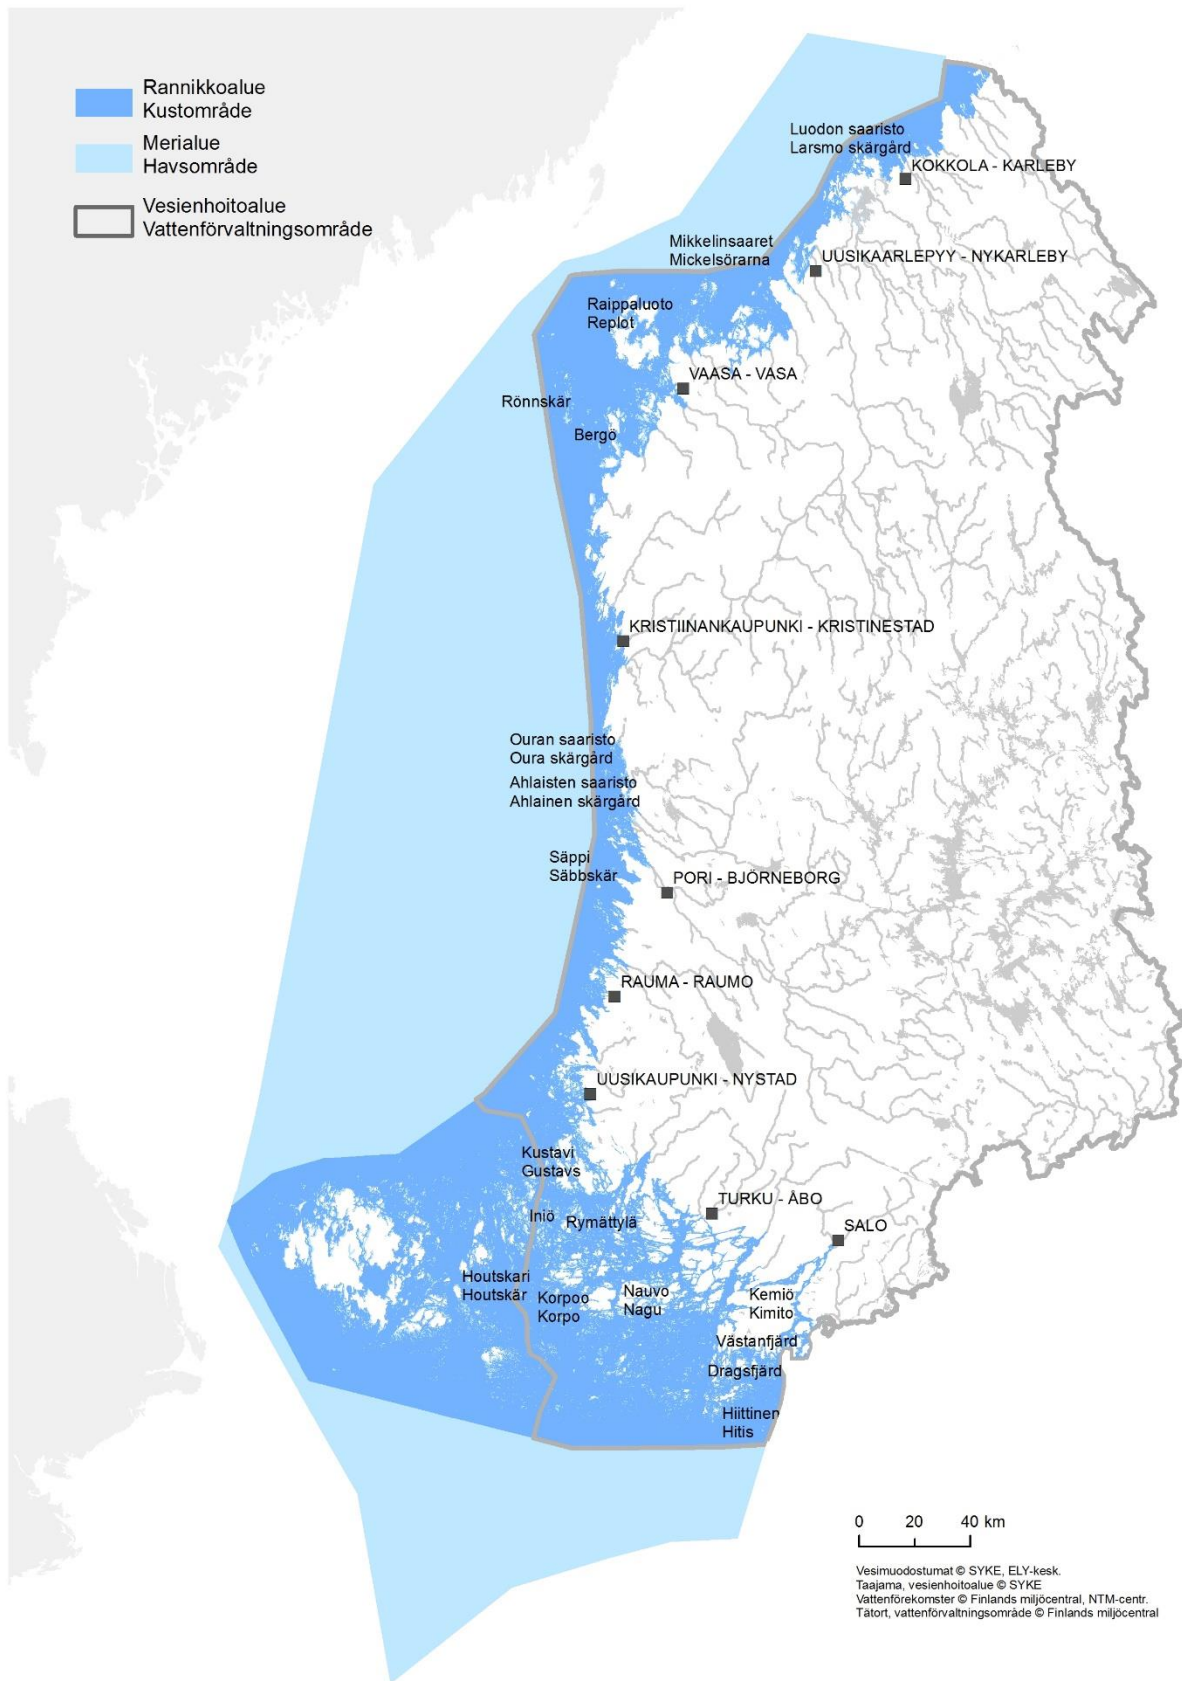 Rannikkoalue
Kustområde
Merialue
Havsområde
Vesienhoitoalue
Vattenförvaltningsområde
Luodon saaristo
Larsmo skärgård
KOKKOLA - KARLEBY
Mikkelinsaaret
Mickelsörarna
UUSIKAARLEPYY - NYKARLEBY
Raippaluoto
Replot
VAASA - VASA
Rönnskär
Bergö
KRISTIINANKAUPUNKI - KRISTINESTAD
Ouran saaristo
Oura skärgård
Ahlaisten saaristo
Ahlainen skärgård
Säppi
Säbbskär
PORI - BJÖRNEBORG
RAUMA - RAUMO
UUSIKAUPUNKI - NYSTAD
Kustavi
Gustavs
Iniö
Rymättylä
TURKU - ÅBO
SALO
Houtskari
Houtskär
Korpoo
Korpo
Nauvo
Nagu
Kemiö
Kimito
Västanfjärd
Dragsfjärd
Hiittinen
Hitis
0 20 40 km
Vesimuodostumat © SYKE, ELY-kesk.
Taajama, vesienhoitoalue © SYKE
Vattenförekomster © Finlands miljöcentral, NTM-centr.
Tätort, vattenförvaltningsområde © Finlands miljöcentral